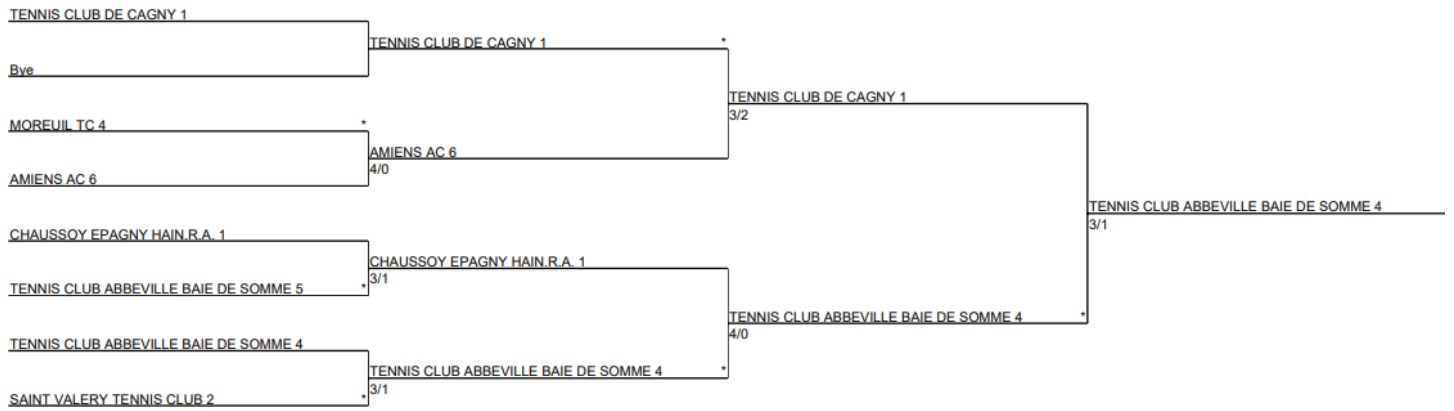 TENNIS CLUB DE CAGNY 1
TENNIS CLUB DE CAGNY 1 *
Bye
TENNIS CLUB DE CAGNY 1
3/2
MOREUIL TC 4 *
AMIENS AC 6
4/0
AMIENS AC 6
TENNIS CLUB ABBEVILLE BAIE DE SOMME 4
3/1
CHAUSSOY EPAGNY HAIN.R.A. 1
CHAUSSOY EPAGNY HAIN.R.A. 1
3/1
TENNIS CLUB ABBEVILLE BAIE DE SOMME 5 *
TENNIS CLUB ABBEVILLE BAIE DE SOMME 4 *
4/0
TENNIS CLUB ABBEVILLE BAIE DE SOMME 4
TENNIS CLUB ABBEVILLE BAIE DE SOMME 4 *
3/1
SAINT VALERY TENNIS CLUB 2 *